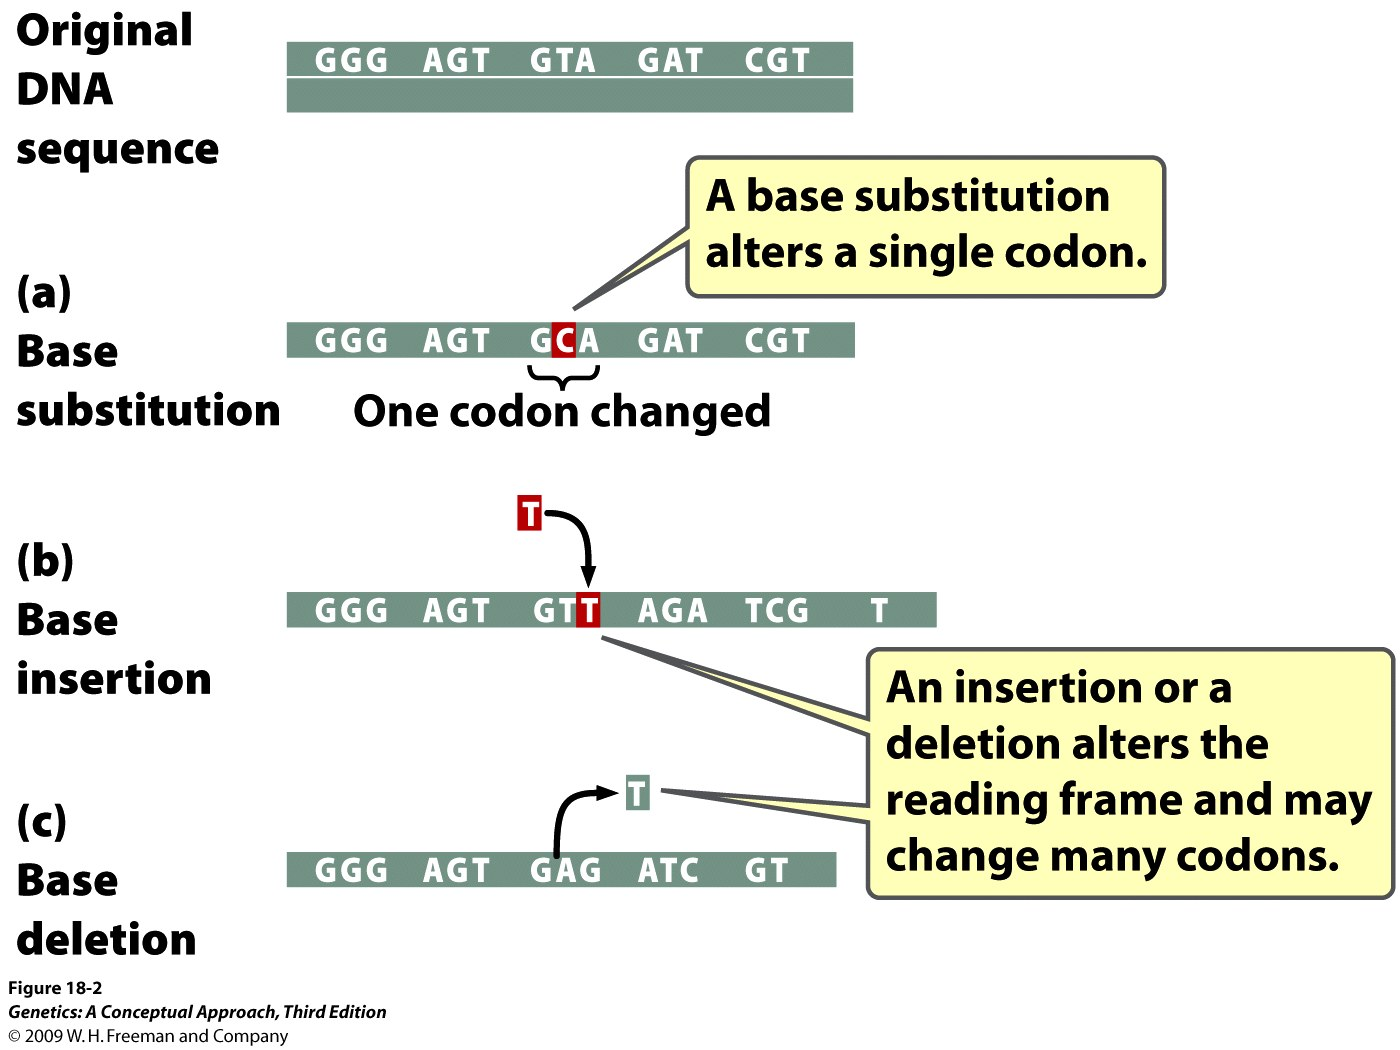 Original
DNA
sequence
GGG AGT GTA GAT CGT
A base substitution
alters a single codon.
(a)
Base
substitution
GGG AGT GCA GAT CGT
One codon changed
T
(b)
Base
insertion
GGG AGT GTT AGA TCG T
An insertion or a
deletion alters the
reading frame and may
change many codons.
T
(c)
Base
deletion
GGG AGT GAG ATC GT
Figure 18-2
Genetics: A Conceptual Approach, Third Edition
© 2009 W. H. Freeman and Company